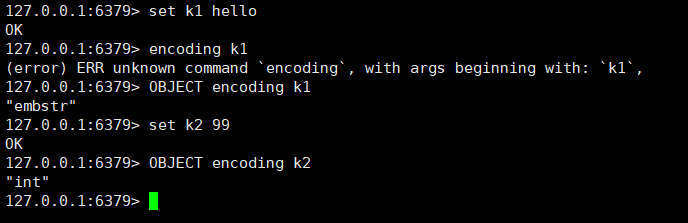 127.0.0.1:6379> set k1 hello
OK
127.0.0.1:6379> encoding k1
(error) ERR unknown command `encoding`, with args beginning with: `k1`,
127.0.0.1:6379> OBJECT encoding k1
"embstr"
127.0.0.1:6379> set k2 99
OK
127.0.0.1:6379> OBJECT encoding k2
"int"
127.0.0.1:6379>